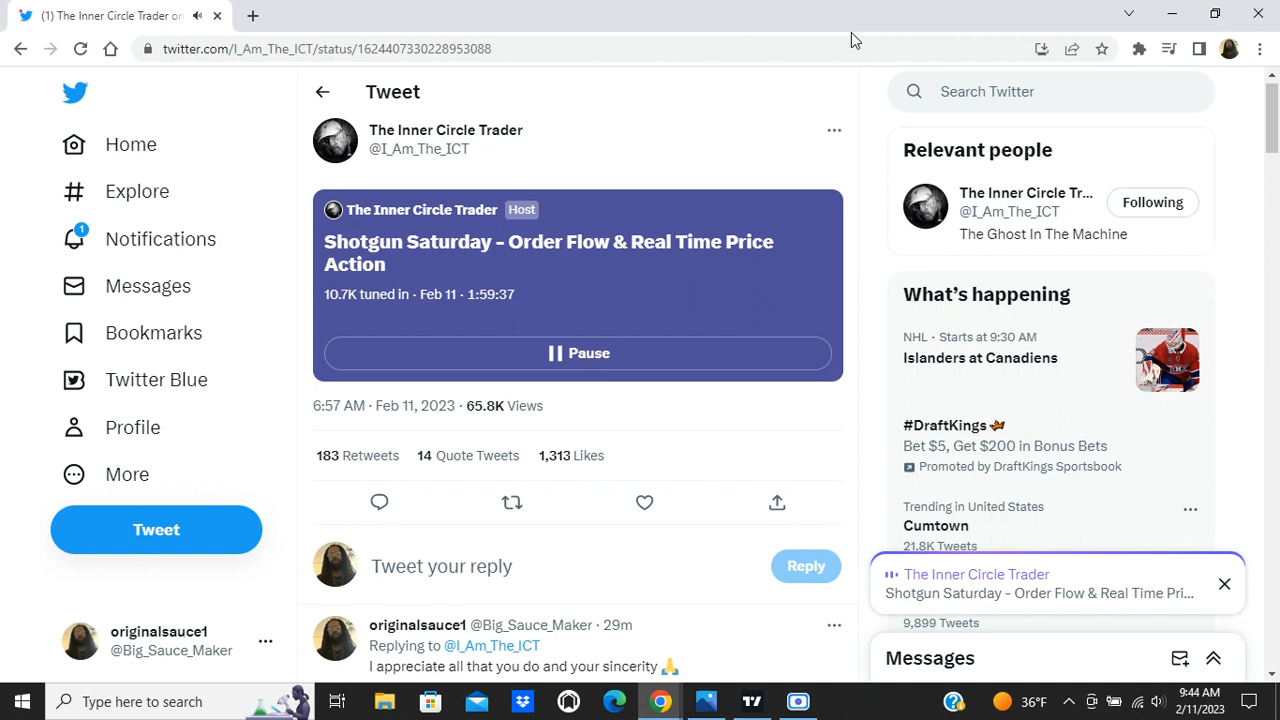 (1) The Inner Circle Trader on
twitter.com/I_Am_The_ICT/status/1624407330228953088
Home
Explore
1
Notifications
Messages
Bookmarks
Twitter Blue
Profile
More
Tweet
originalsauce1
@Big_Sauce_Maker
Tweet
The Inner Circle Trader
@I_Am_The_ICT
The Inner Circle Trader Host
Shotgun Saturday - Order Flow & Real Time Price
Action
10.7K tuned in · Feb 11 · 1:59:37
Pause
6:57 AM · Feb 11, 2023 · 65.8K Views
183 Retweets 14 Quote Tweets 1,313 Likes
Tweet your reply
Reply
originalsauce1 @Big_Sauce_Maker · 29m
Replying to @I_Am_The_ICT
I appreciate all that you do and your sincerity 🙏
Search Twitter
Relevant people
The Inner Circle Tr...
@I_Am_The_ICT
Following
The Ghost In The Machine
What's happening
NHL · Starts at 9:30 AM
Islanders at Canadiens
#DraftKings
Bet $5, Get $200 in Bonus Bets
Promoted by DraftKings Sportsbook
Trending in United States
Cumtown
21.8K Tweets
The Inner Circle Trader
Shotgun Saturday - Order Flow & Real Time Pri...
9,899 Tweets
Messages
Type here to search
36°F
9:44 AM
2/11/2023